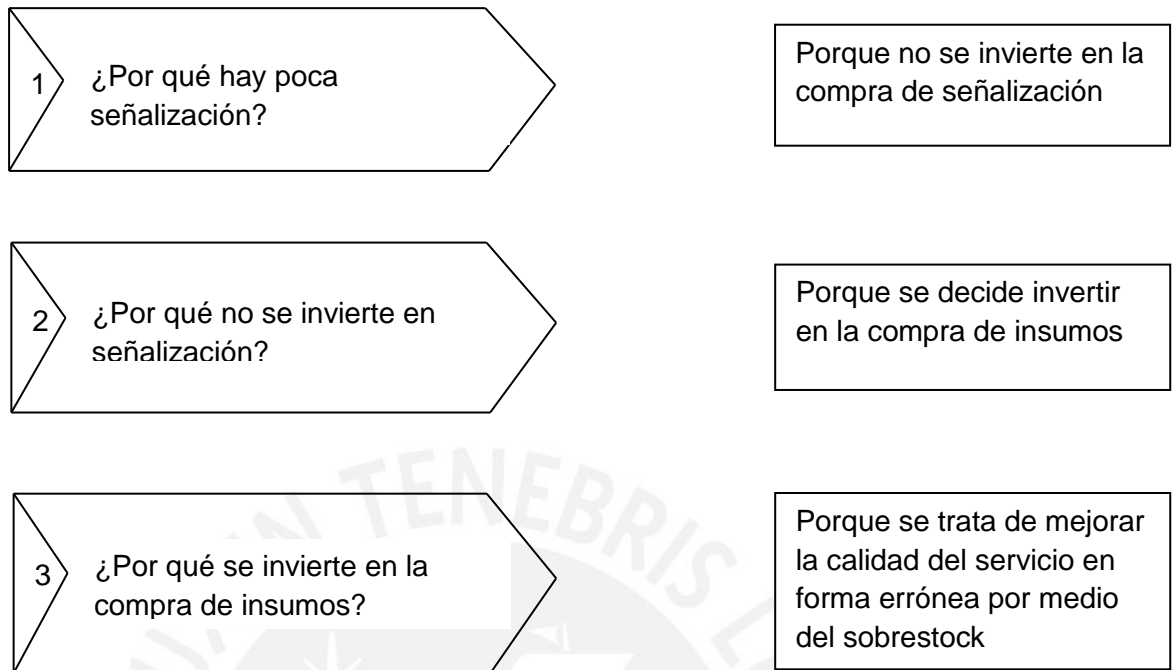 1
¿Por qué hay poca
señalización?
Porque no se invierte en la
compra de señalización
2
¿Por qué no se invierte en
señalización?
Porque se decide invertir
en la compra de insumos
3
¿Por qué se invierte en la
compra de insumos?
Porque se trata de mejorar
la calidad del servicio en
forma errónea por medio
del sobrestock
IN TENEBRIS L